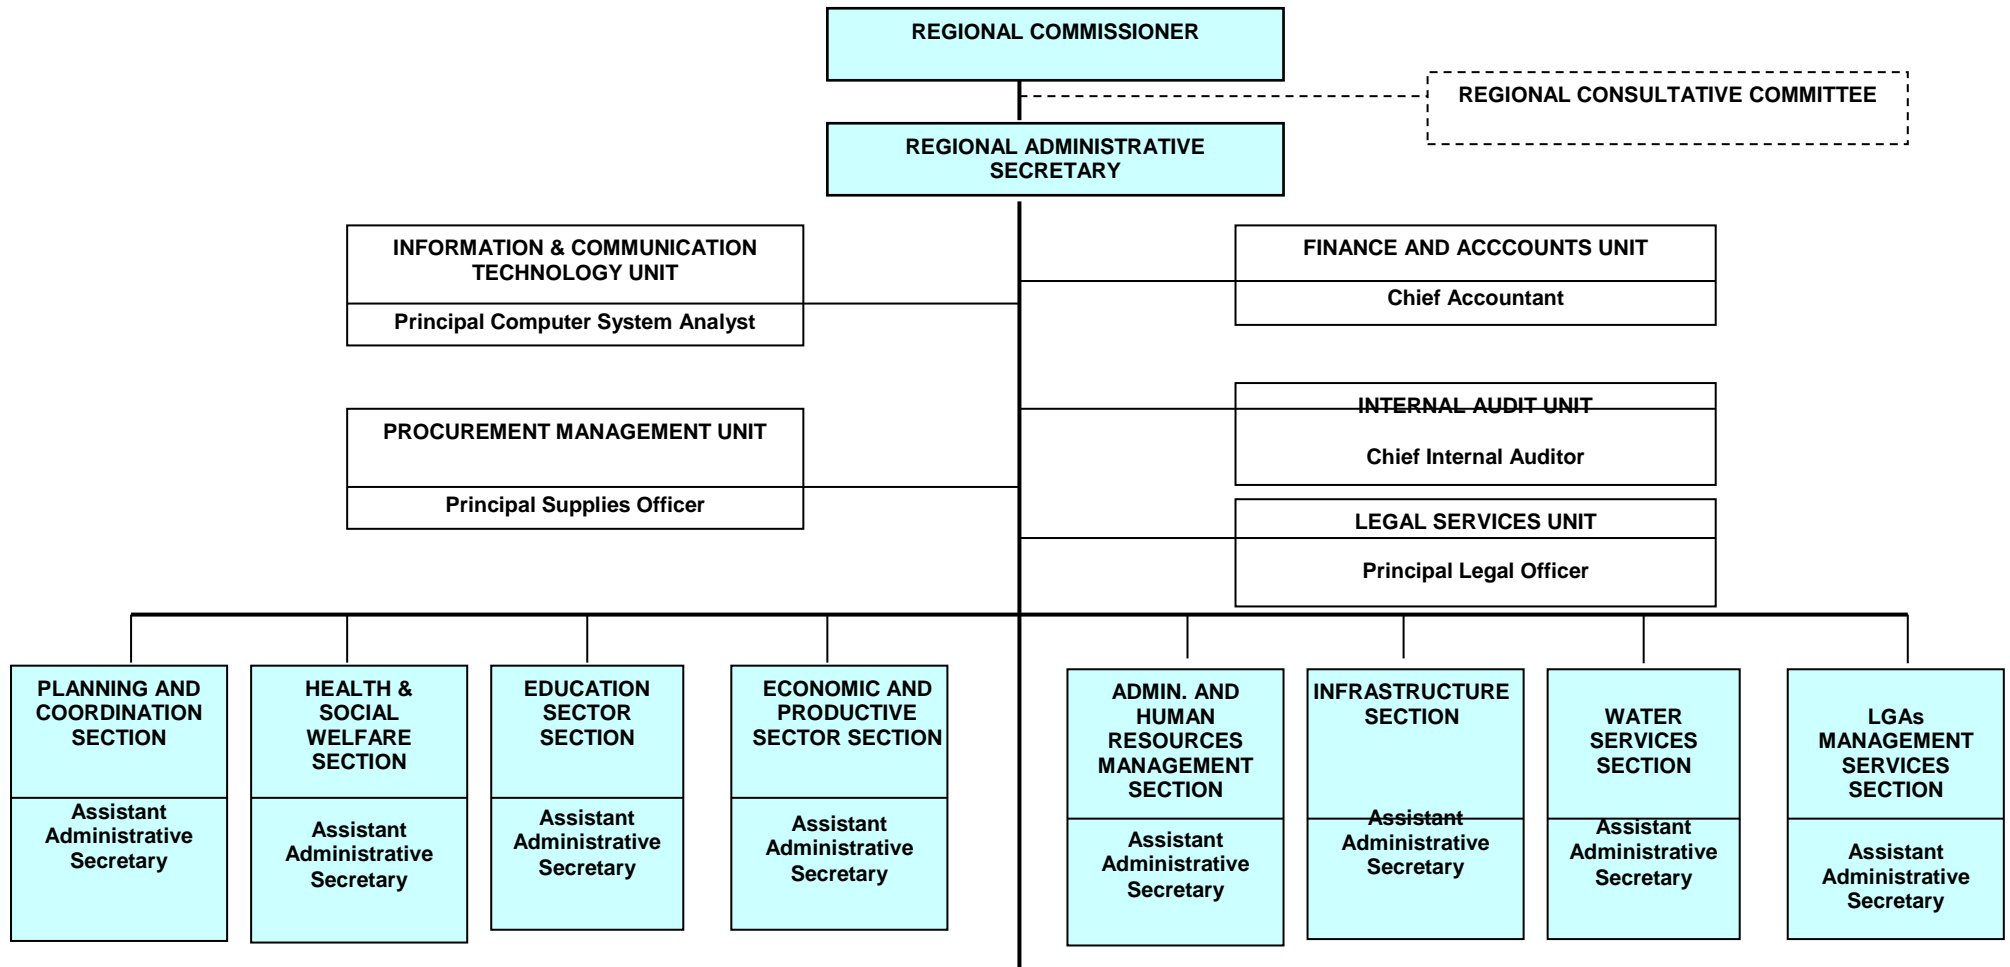 REGIONAL COMMISSIONER
REGIONAL CONSULTATIVE COMMITTEE
REGIONAL ADMINISTRATIVE
SECRETARY
INFORMATION & COMMUNICATION
TECHNOLOGY UNIT
Principal Computer System Analyst
FINANCE AND ACCCOUNTS UNIT
Chief Accountant
PROCUREMENT MANAGEMENT UNIT
Principal Supplies Officer
INTERNAL AUDIT UNIT
Chief Internal Auditor
LEGAL SERVICES UNIT
Principal Legal Officer
PLANNING AND
COORDINATION
SECTION
Assistant
Administrative
Secretary
HEALTH &
SOCIAL
WELFARE
SECTION
Assistant
Administrative
Secretary
EDUCATION
SECTOR
SECTION
Assistant
Administrative
Secretary
ECONOMIC AND
PRODUCTIVE
SECTOR SECTION
Assistant
Administrative
Secretary
ADMIN. AND
HUMAN
RESOURCES
MANAGEMENT
SECTION
Assistant
Administrative
Secretary
INFRASTRUCTURE
SECTION
Assistant
Administrative
Secretary
WATER
SERVICES
SECTION
Assistant
Administrative
Secretary
LGAs
MANAGEMENT
SERVICES
SECTION
Assistant
Administrative
Secretary